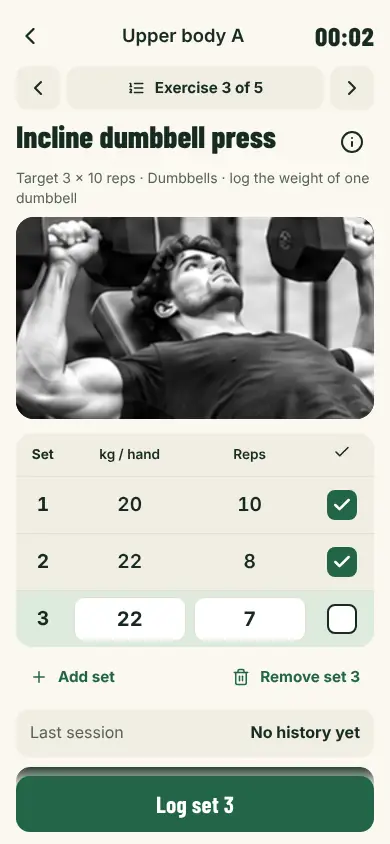 Upper body A
00:02
Exercise 3 of 5
Incline dumbbell press
Target 3 × 10 reps · Dumbbells · log the weight of one
dumbbell
Set kg / hand Reps
1 20 10
2 22 8
3 22 7
Add set
Remove set 3
Last session No history yet
Log set 3